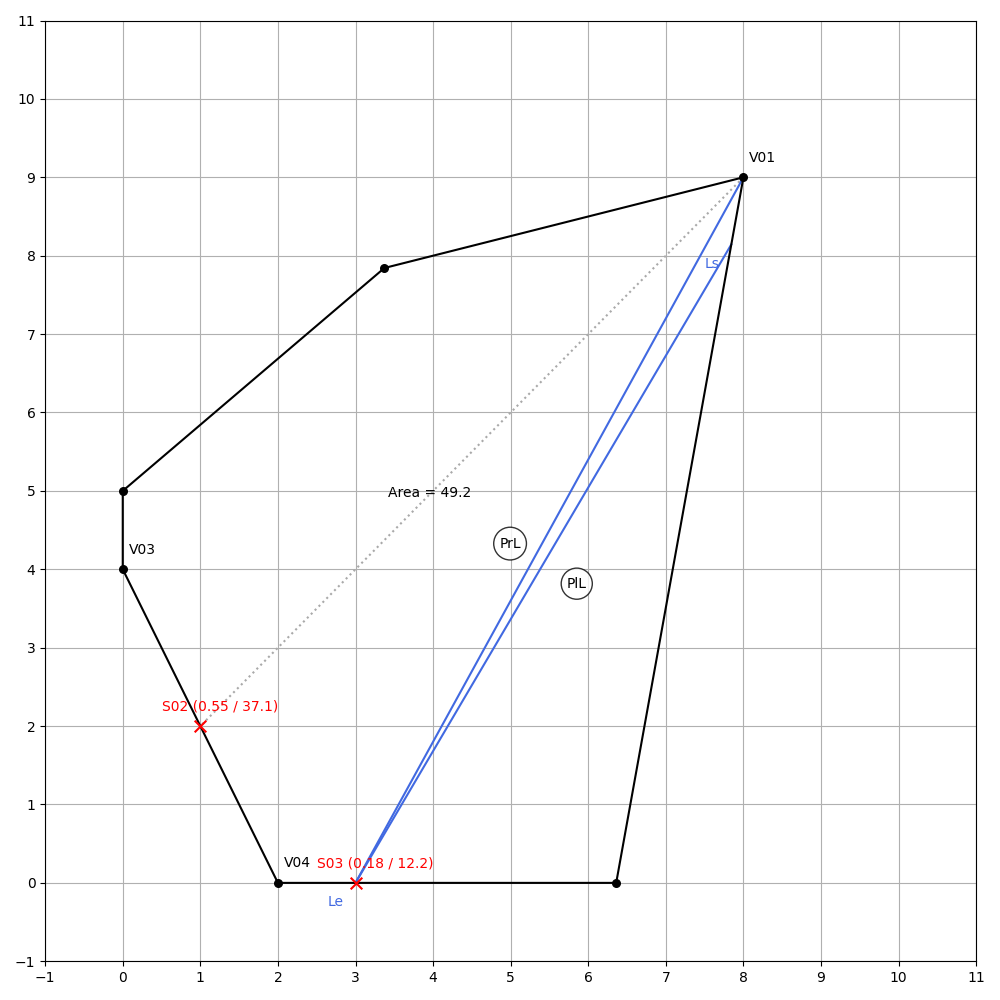 11
10
9
8
7
6
5
4
3
2
1
0
−1
V01
Ls
Area = 49.2
PrL
V03
PlL
S02 (0.55 / 37.1)
V04 S03 (0.18 / 12.2)
Le
−1 0 1 2 3 4 5 6 7 8 9 10 11